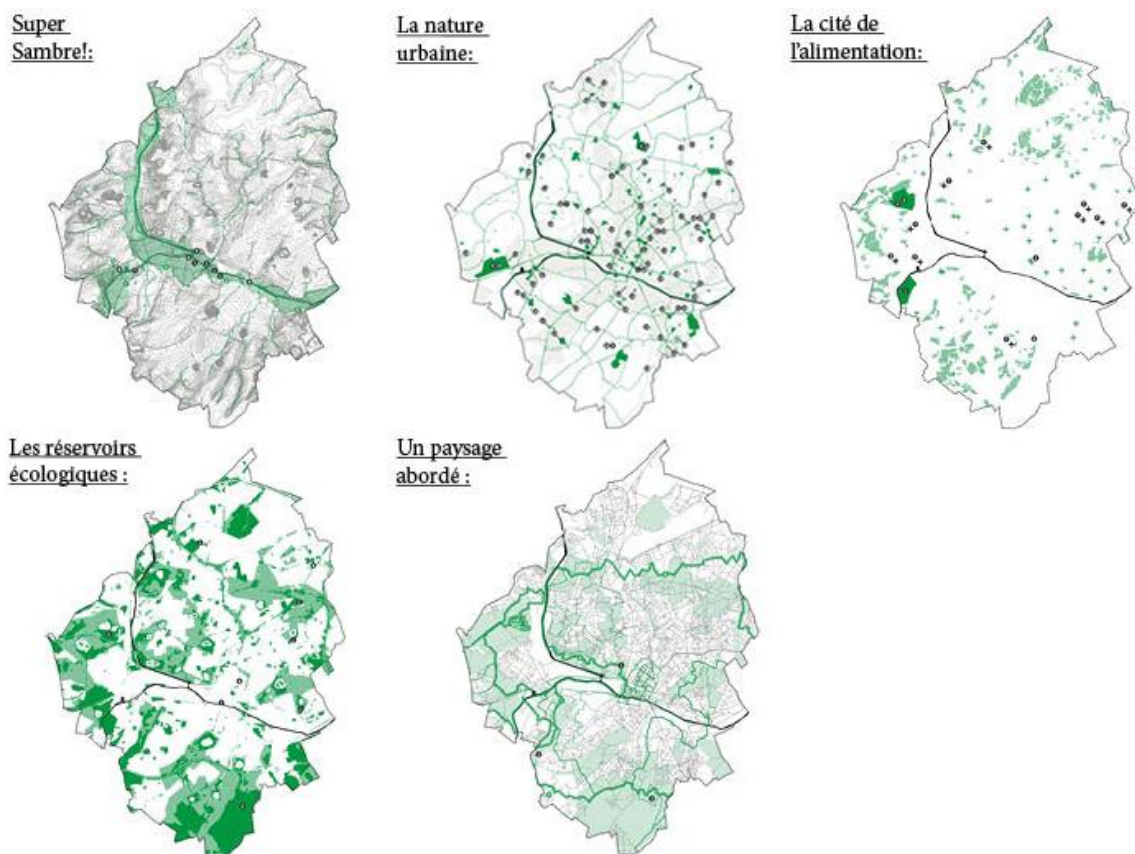 Super
Sambre!:
La nature
urbaine:
La cité de
l'alimentation:
Les réservoirs
écologiques :
Un paysage
abordé :